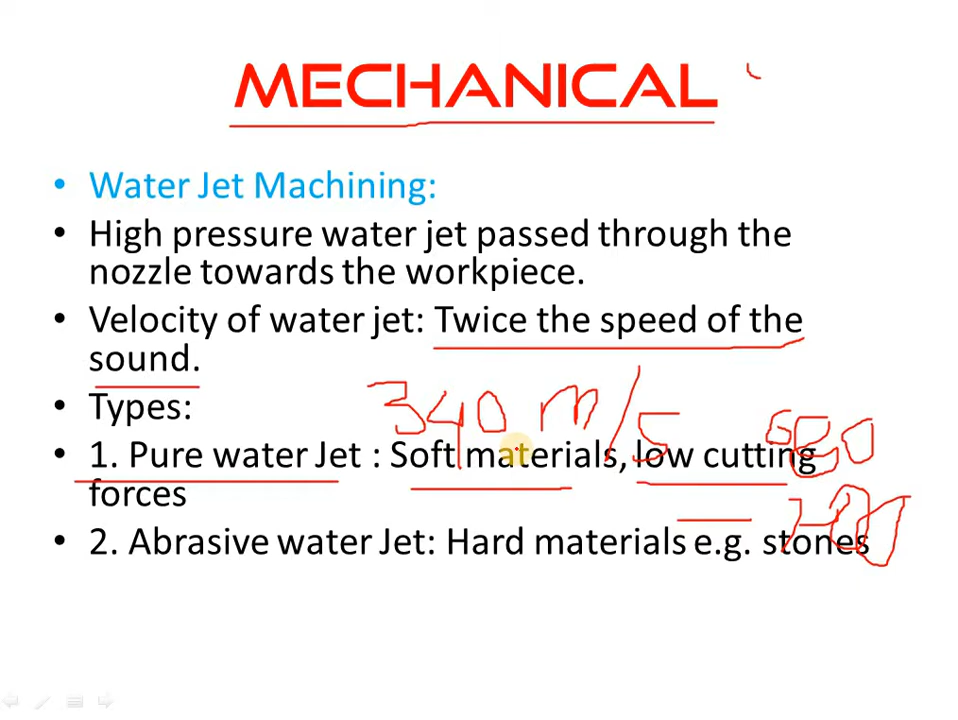 MECHANICAL
• Water Jet Machining:
• High pressure water jet passed through the
nozzle towards the workpiece.
• Velocity of water jet: Twice the speed of the
sound.
• Types:
340 m/s
• 1. Pure water Jet : Soft materials, low cutting
forces
• 2. Abrasive water Jet: Hard materials e.g. stones